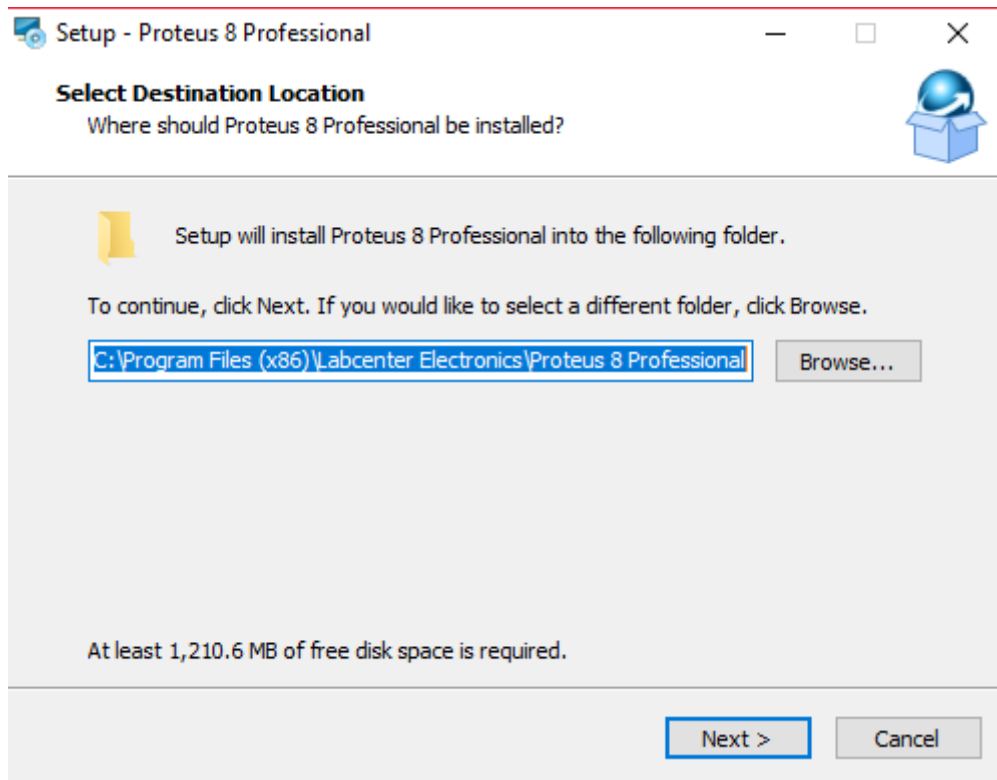 Setup - Proteus 8 Professional
Select Destination Location
Where should Proteus 8 Professional be installed?
Setup will install Proteus 8 Professional into the following folder.
To continue, click Next. If you would like to select a different folder, click Browse.
C:\Program Files (x86)\Labcenter Electronics\Proteus 8 Professional
Browse...
At least 1,210.6 MB of free disk space is required.
Next >
Cancel